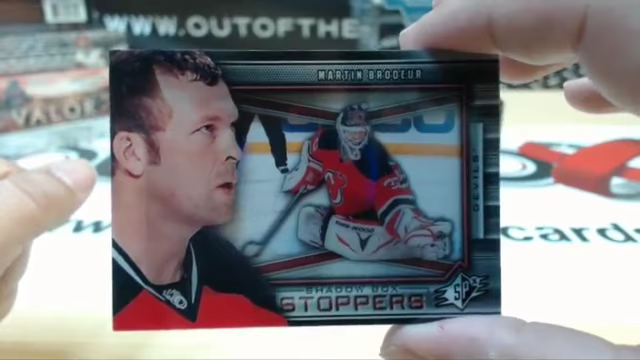 WWW.OUTOFTHE
VALOR
MARTIN BRODEUR
DEVILS
cards
SHADOW BOX
STOPPERS
SPx